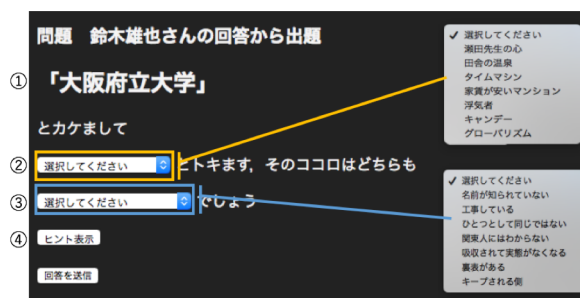 問題 鈴木雄也さんの回答から出題
① 「大阪府立大学」
とカケまして
② 選択してください とトキます，そのココロはどちらも
③ 選択してください でしょう
④ ヒント表示
回答を送信
✓ 選択してください
瀬田先生の心
田舎の温泉
タイムマシン
家賃が安いマンション
浮気者
キャンデー
グローバリズム
✓ 選択してください
名前が知られていない
工事している
ひとつとして同じではない
関東人にはわからない
吸収されて実態がなくなる
裏表がある
キープされる側